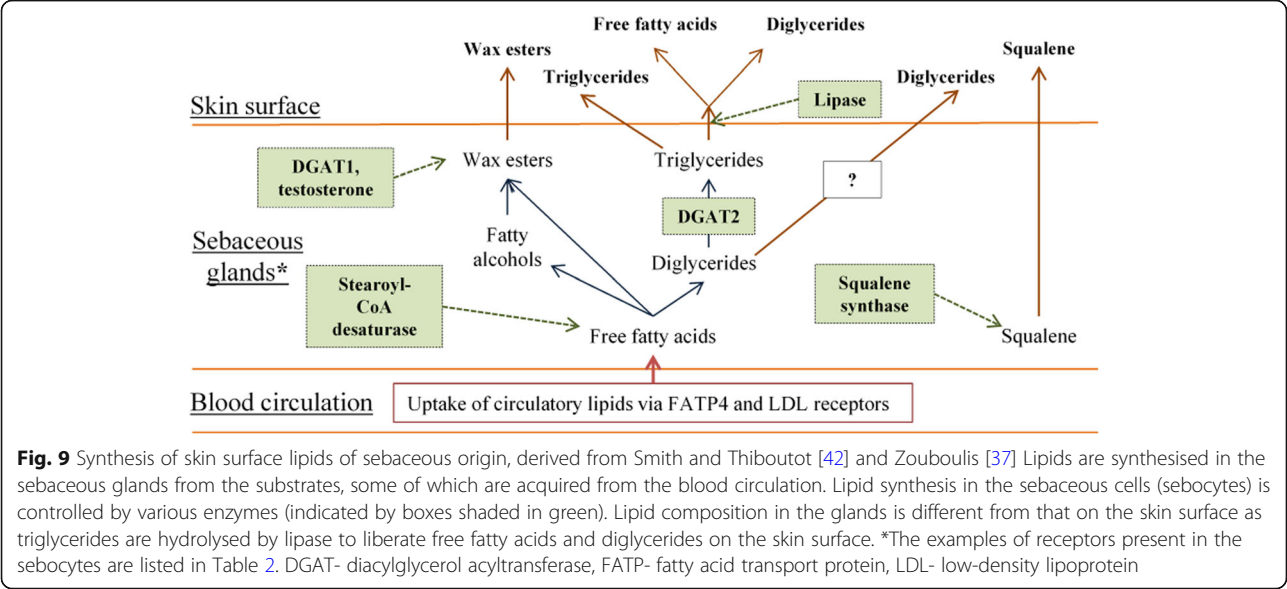 Free fatty acids
Diglycerides
Wax esters
Squalene
Triglycerides
Diglycerides
Lipase
Skin surface
DGAT1,
testosterone
Wax esters
Triglycerides
?
DGAT2
Sebaceous
glands*
Fatty
alcohols
Diglycerides
Stearoyl-
CoA
desaturase
Squalene
synthase
Free fatty acids
Squalene
Blood circulation
Uptake of circulatory lipids via FATP4 and LDL receptors
Fig. 9 Synthesis of skin surface lipids of sebaceous origin, derived from Smith and Thiboutot [42] and Zouboulis [37] Lipids are synthesised in the
sebaceous glands from the substrates, some of which are acquired from the blood circulation. Lipid synthesis in the sebaceous cells (sebocytes) is
controlled by various enzymes (indicated by boxes shaded in green). Lipid composition in the glands is different from that on the skin surface as
triglycerides are hydrolysed by lipase to liberate free fatty acids and diglycerides on the skin surface. *The examples of receptors present in the
sebocytes are listed in Table 2. DGAT- diacylglycerol acyltransferase, FATP- fatty acid transport protein, LDL- low-density lipoprotein